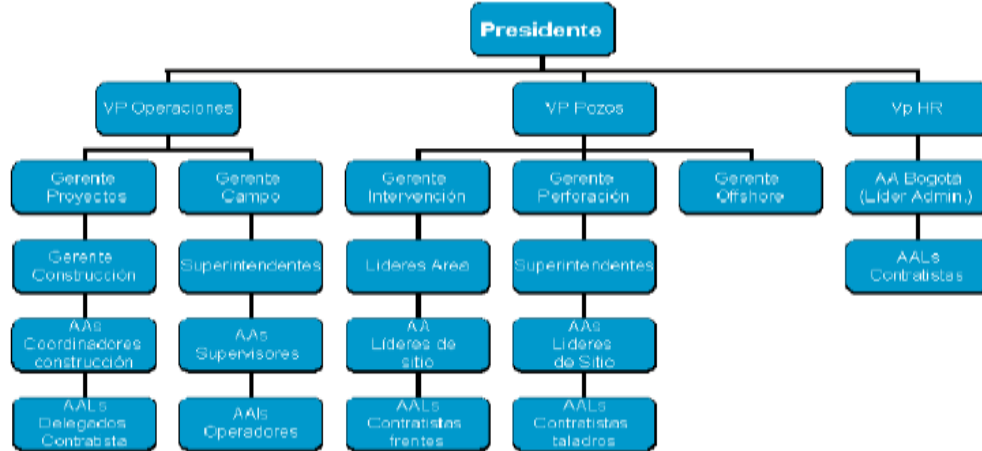 Presidente
VP Operaciones
VP Pozos
Vp HR
Gerente
Proyectos
Gerente
Campo
Gerente
Intervención
Gerente
Perforación
Gerente
Offshore
AA Bogota
(Líder Admin.)
Gerente
Construcción
Superintendentes
Lideres Area
Superintendentes
AALs
Contratistas
AAs
Coordinadores
construcción
AAs
Supervisores
AA
Líderes de
sitio
AAs
Lideres
de Sitio
AALs
Delegados
Contratista
AAls
Operadores
AALs
Contratistas
frentes
AALs
Contratistas
taladros